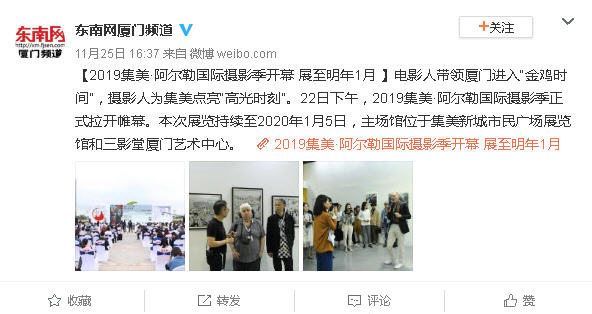 东南网
http://xm.fjsen.com
厦门频道
东南网厦门频道
+关注
11月25日 16:37 来自 微博 weibo.com
【2019集美·阿尔勒国际摄影季开幕 展至明年1月 】电影人带领厦门进入“金鸡时
间”，摄影人为集美点亮“高光时刻”。22日下午，2019集美·阿尔勒国际摄影季正
式拉开帷幕。本次展览持续至2020年1月5日，主场馆位于集美新城市民广场展览
馆和三影堂厦门艺术中心。 2019集美·阿尔勒国际摄影季开幕 展至明年1月
收藏
转发
评论
赞